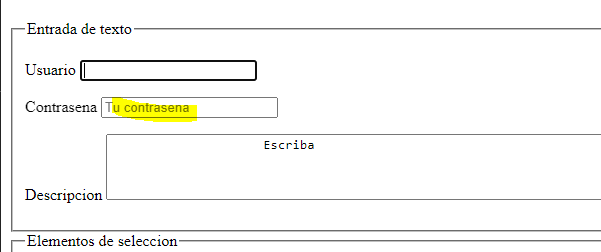 Entrada de texto
Usuario
Contrasena Tu contrasena
Escriba
Descripcion
Elementos de seleccion